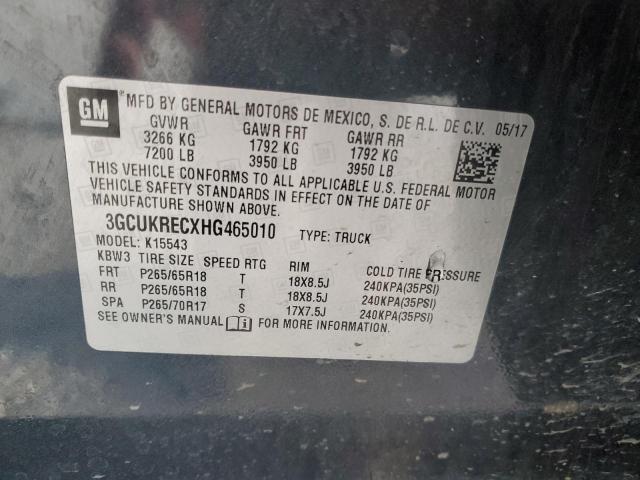 GM MFD BY GENERAL MOTORS DE MEXICO, S. DE R.L. DE C.V. 05/17
GVWR GAWR FRT GAWR RR
3266 KG 1792 KG 1792 KG
7200 LB 3950 LB 3950 LB
THIS VEHICLE CONFORMS TO ALL APPLICABLE U.S. FEDERAL MOTOR
VEHICLE SAFETY STANDARDS IN EFFECT ON THE DATE OF
MANUFACTURE SHOWN ABOVE.
3GCUKRECXHG465010 TYPE: TRUCK
MODEL: K15543
KBW3 TIRE SIZE SPEED RTG RIM COLD TIRE PRESSURE
FRT P265/65R18 T 18X8.5J 240KPA(35PSI)
RR P265/65R18 T 18X8.5J 240KPA(35PSI)
SPA P265/70R17 S 17X7.5J 240KPA(35PSI)
SEE OWNER'S MANUAL i FOR MORE INFORMATION.